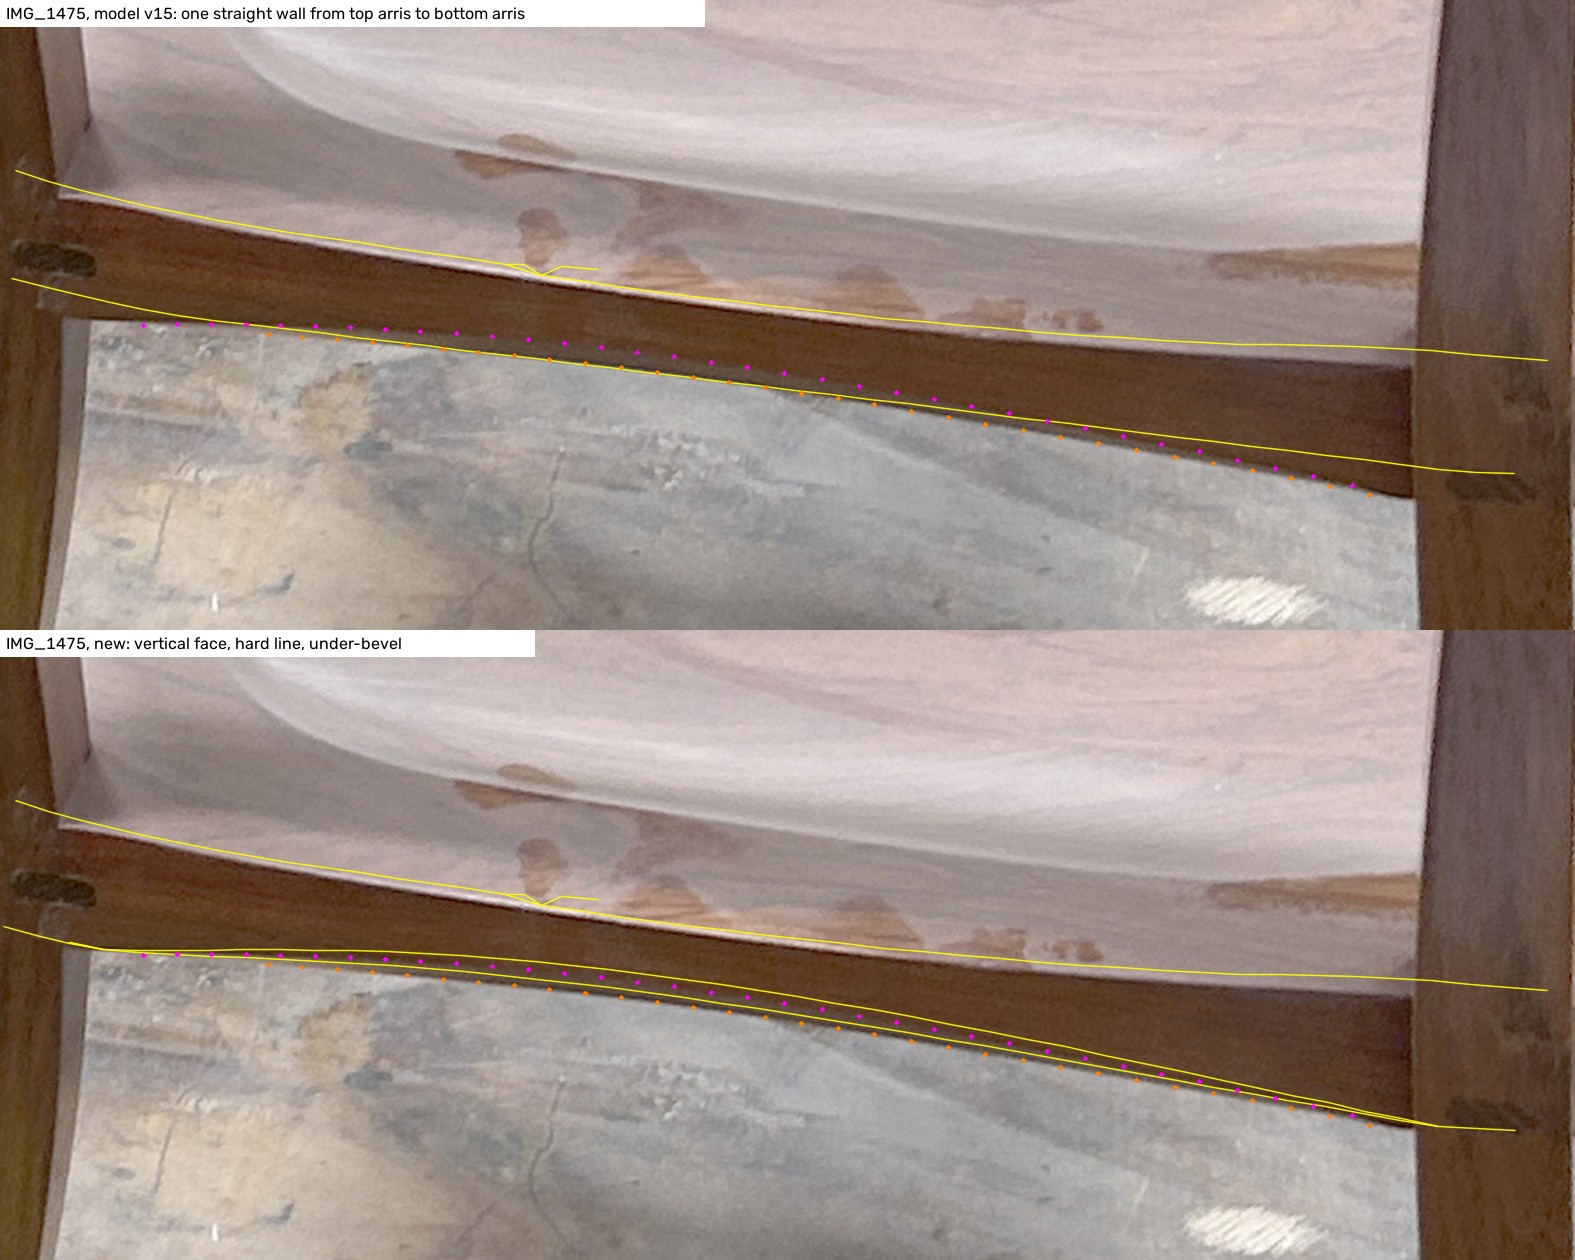 IMG_1475, model v15: one straight wall from top arris to bottom arris
IMG_1475, new: vertical face, hard line, under-bevel